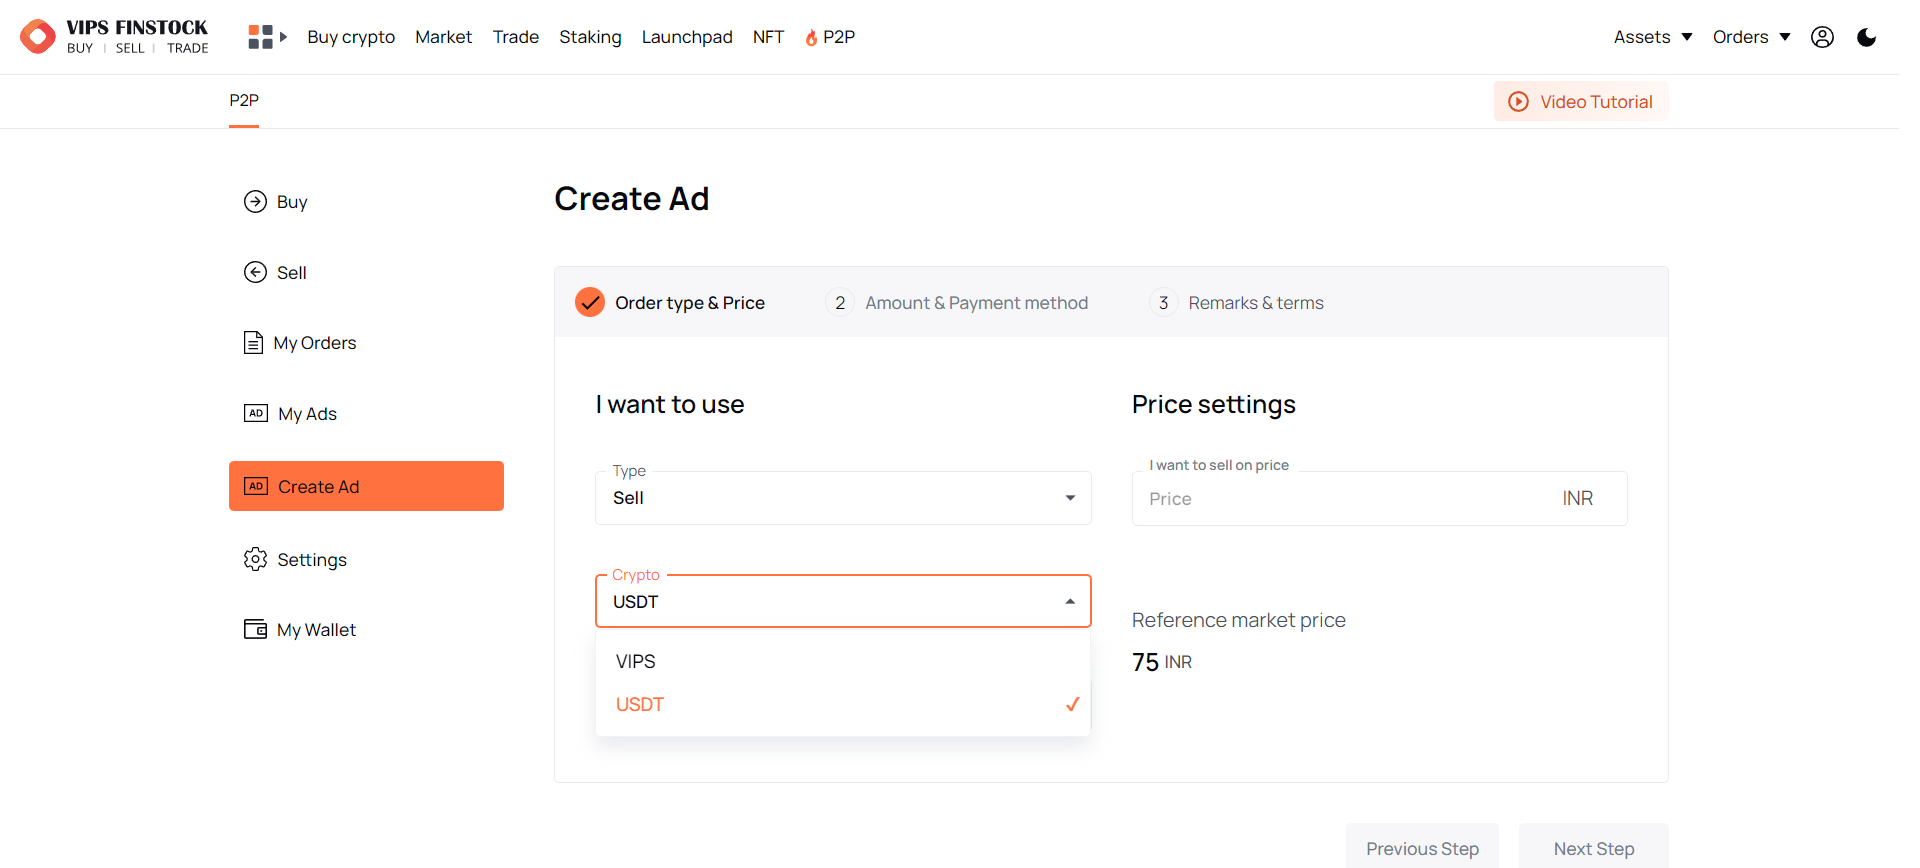 VIPS FINSTOCK
BUY | SELL | TRADE
Buy crypto Market Trade Staking Launchpad NFT P2P
Assets Orders
P2P
Video Tutorial
Buy
Sell
My Orders
AD My Ads
AD Create Ad
Settings
My Wallet
Create Ad
Order type & Price
2 Amount & Payment method
3 Remarks & terms
I want to use
Type
Sell
Crypto
USDT
VIPS
USDT
Price settings
I want to sell on price
Price INR
Reference market price
75 INR
Previous Step
Next Step